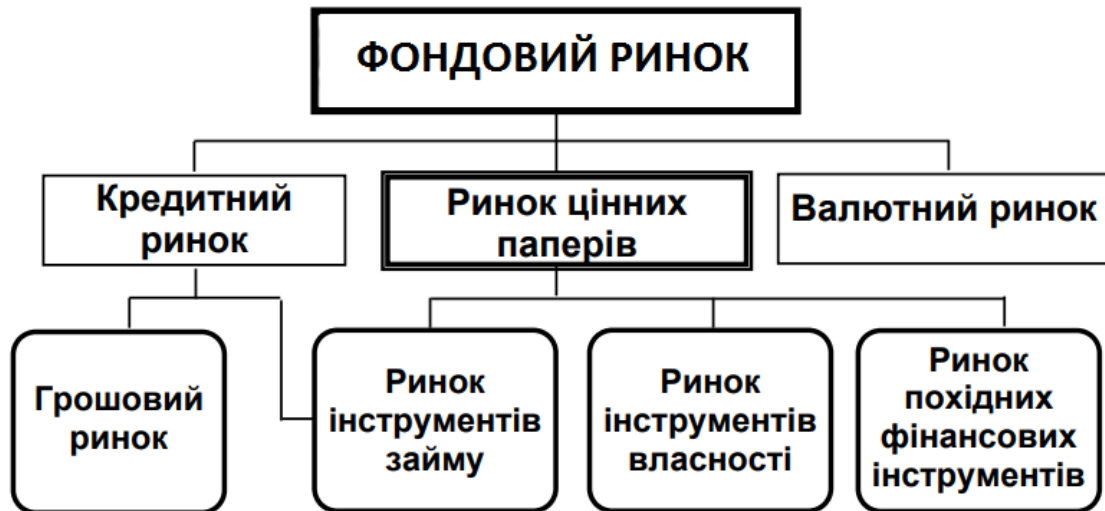 ФОНДОВИЙ РИНОК
Кредитний
ринок
Ринок цінних
паперів
Валютний ринок
Грошовий
ринок
Ринок
інструментів
займу
Ринок
інструментів
власності
Ринок
похідних
фінансових
інструментів